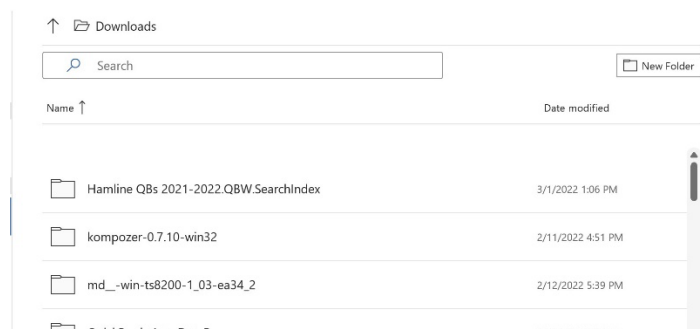 Downloads
Search
New Folder
Name
Date modified
Hamline QBs 2021-2022.QBW.SearchIndex
3/1/2022 1:06 PM
kompozer-0.7.10-win32
2/11/2022 4:51 PM
md__-win-ts8200-1_03-ea34_2
2/12/2022 5:39 PM